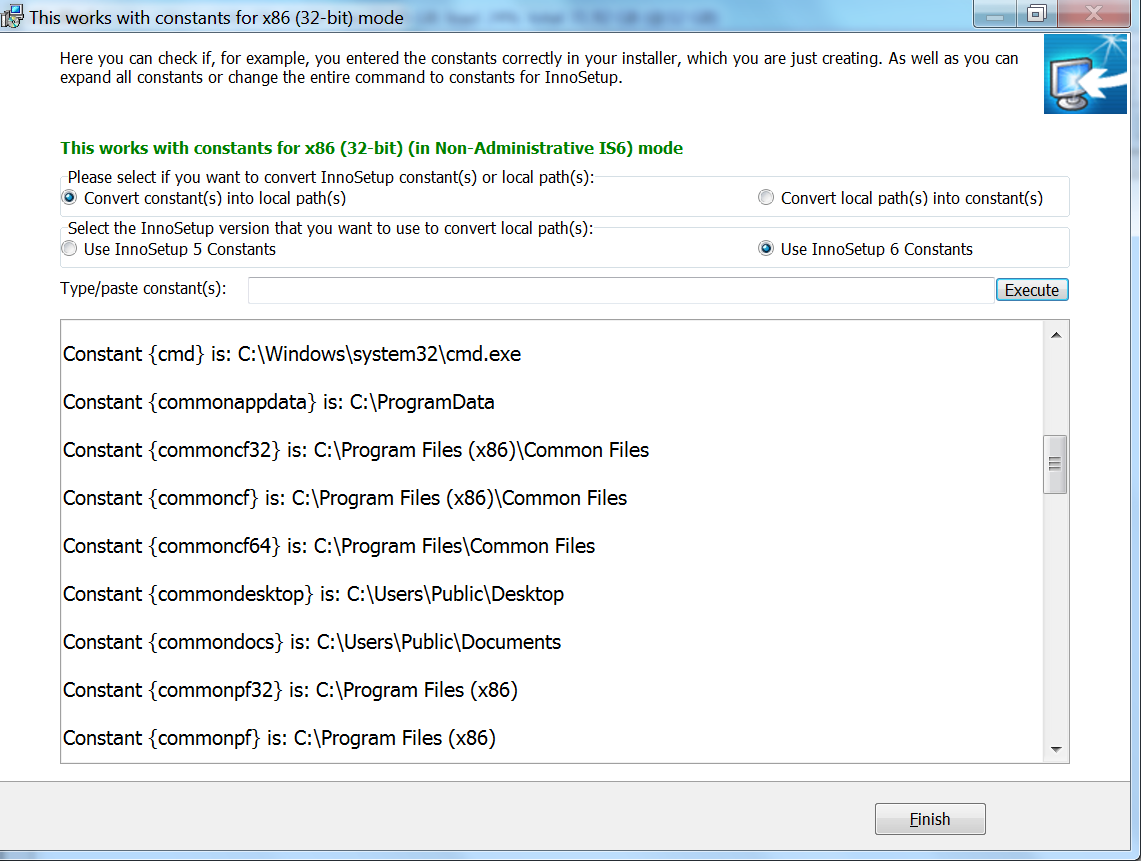 This works with constants for x86 (32-bit) mode
Here you can check if, for example, you entered the constants correctly in your installer, which you are just creating. As well as you can
expand all constants or change the entire command to constants for InnoSetup.
This works with constants for x86 (32-bit) (in Non-Administrative IS6) mode
Please select if you want to convert InnoSetup constant(s) or local path(s):
Convert constant(s) into local path(s)
Convert local path(s) into constant(s)
Select the InnoSetup version that you want to use to convert local path(s):
Use InnoSetup 5 Constants
Use InnoSetup 6 Constants
Type/paste constant(s):
Execute
Constant {cmd} is: C:\Windows\system32\cmd.exe
Constant {commonappdata} is: C:\ProgramData
Constant {commoncf32} is: C:\Program Files (x86)\Common Files
Constant {commoncf} is: C:\Program Files (x86)\Common Files
Constant {commoncf64} is: C:\Program Files\Common Files
Constant {commondesktop} is: C:\Users\Public\Desktop
Constant {commondocs} is: C:\Users\Public\Documents
Constant {commonpf32} is: C:\Program Files (x86)
Constant {commonpf} is: C:\Program Files (x86)
Finish